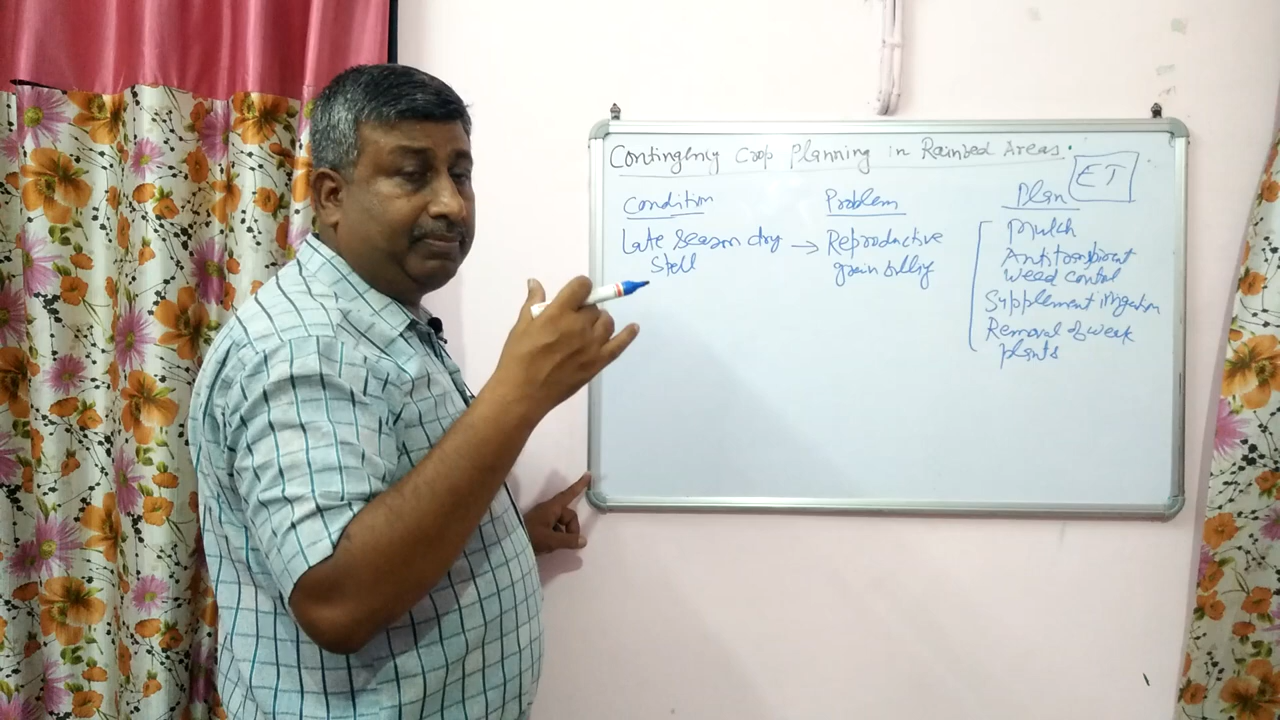 Contingency Crop Planning in Rainfed Areas.
ET
Condition
Problem
Plan
Late Season dry
Spell
→ Reproductive
grain filling
Mulch
Antitranspirant
Weed control
Supplement irrigation
Removal of weak
plants